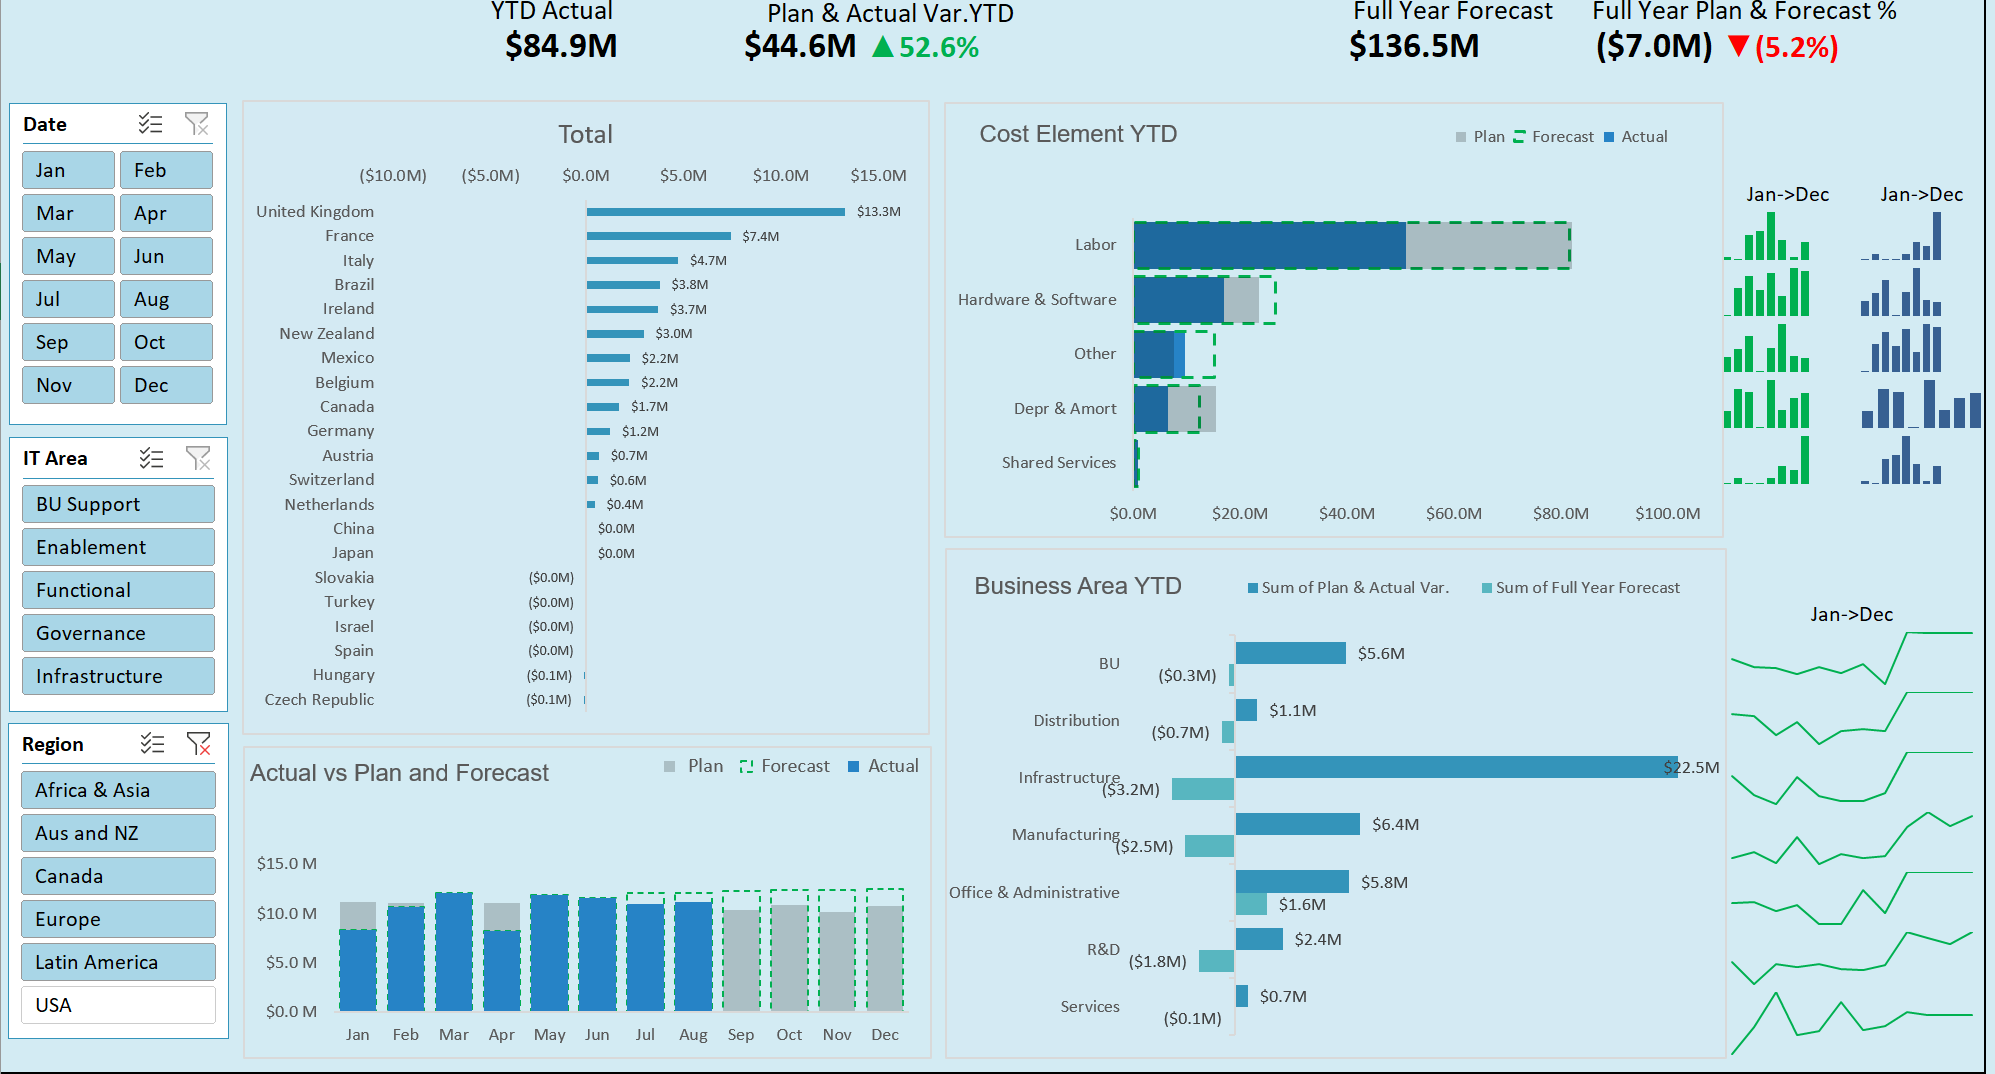 YTD Actual
$84.9M
Plan & Actual Var.YTD
$44.6M ▲52.6%
Full Year Forecast
$136.5M
Full Year Plan & Forecast %
($7.0M) ▼(5.2%)
Date
Jan Feb
Mar Apr
May Jun
Jul Aug
Sep Oct
Nov Dec
IT Area
BU Support
Enablement
Functional
Governance
Infrastructure
Region
Africa & Asia
Aus and NZ
Canada
Europe
Latin America
USA
Total
($10.0M) ($5.0M) $0.0M $5.0M $10.0M $15.0M
United Kingdom $13.3M
France $7.4M
Italy $4.7M
Brazil $3.8M
Ireland $3.7M
New Zealand $3.0M
Mexico $2.2M
Belgium $2.2M
Canada $1.7M
Germany $1.2M
Austria $0.7M
Switzerland $0.6M
Netherlands $0.4M
China $0.0M
Japan $0.0M
Slovakia ($0.0M)
Turkey ($0.0M)
Israel ($0.0M)
Spain ($0.0M)
Hungary ($0.1M)
Czech Republic ($0.1M)
Actual vs Plan and Forecast
Plan Forecast Actual
$15.0 M
$10.0 M
$5.0 M
$0.0 M
Jan Feb Mar Apr May Jun Jul Aug Sep Oct Nov Dec
Cost Element YTD
Plan Forecast Actual
Labor
Hardware & Software
Other
Depr & Amort
Shared Services
$0.0M $20.0M $40.0M $60.0M $80.0M $100.0M
Jan->Dec Jan->Dec
Business Area YTD
Sum of Plan & Actual Var. Sum of Full Year Forecast
BU $5.6M
($0.3M)
Distribution $1.1M
($0.7M)
Infrastructure $22.5M
($3.2M)
Manufacturing $6.4M
($2.5M)
Office & Administrative $5.8M
$1.6M
R&D $2.4M
($1.8M)
Services $0.7M
($0.1M)
Jan->Dec